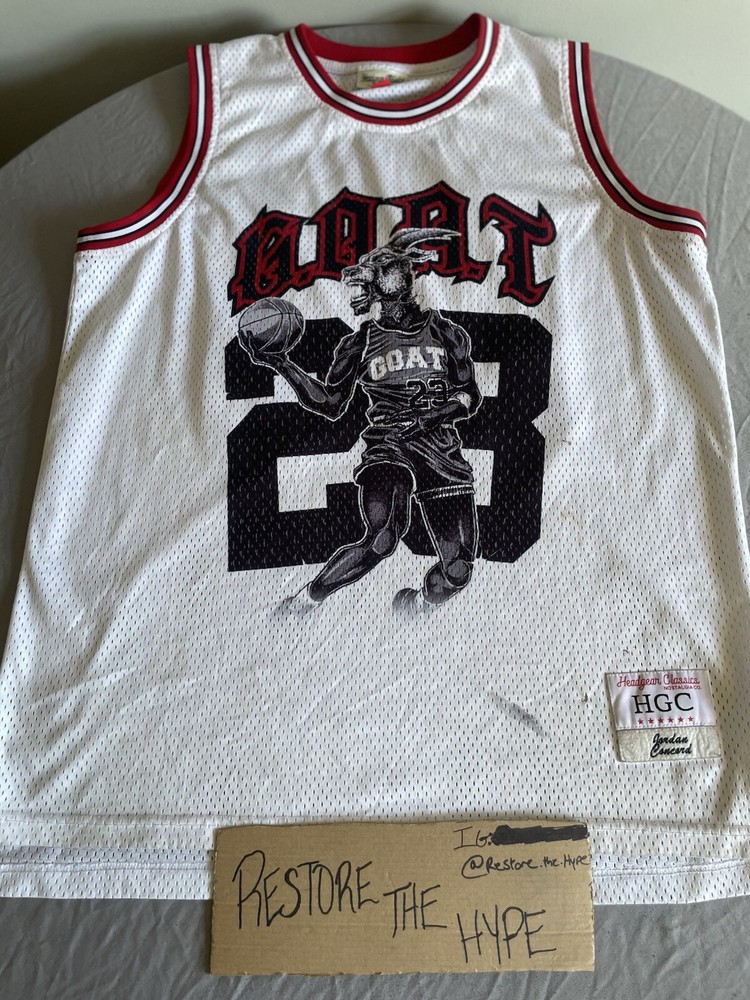 G.O.A.T
23
GOAT
23
Headgear Classics
NOSTALGIA CO.
HGC
Jordan
Concord
IG:
@Restore.the.Hype
RESTORE THE HYPE